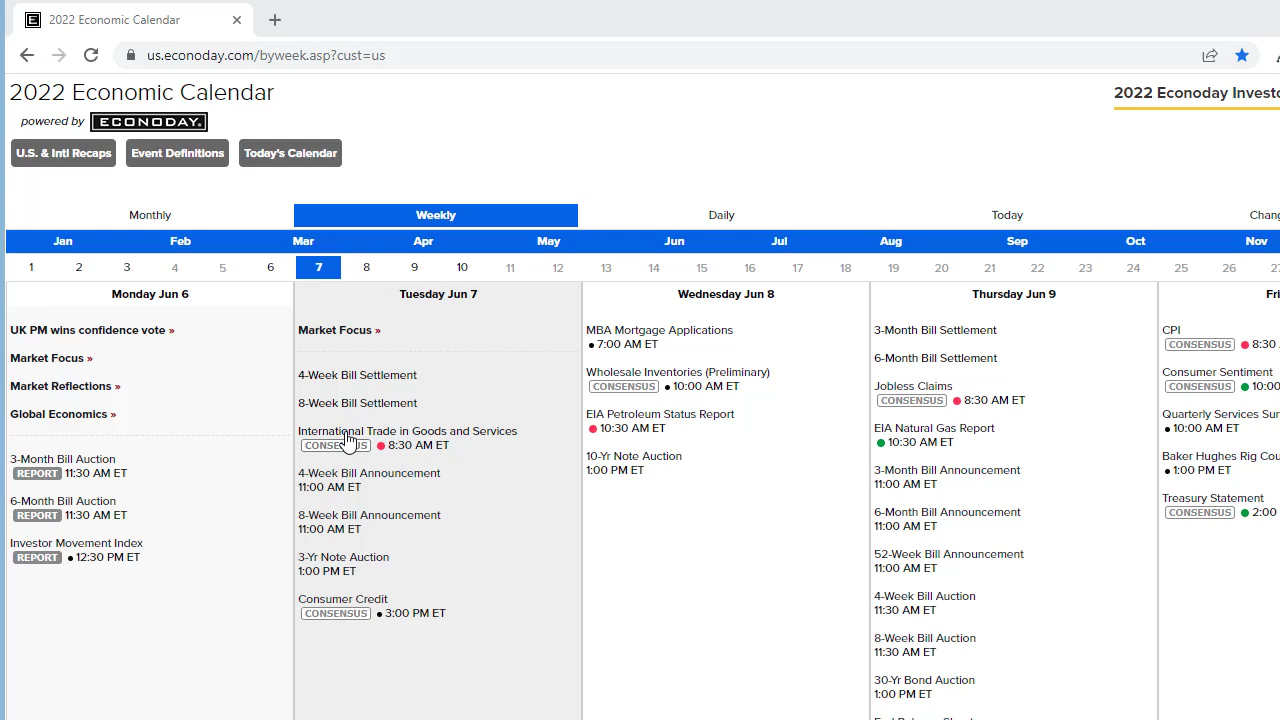 2022 Economic Calendar
us.econoday.com/byweek.asp?cust=us
2022 Economic Calendar
2022 Econoday Investo
powered by ECONODAY.
U.S. & Intl Recaps Event Definitions Today's Calendar
Monthly Weekly Daily Today Chang
Jan Feb Mar Apr May Jun Jul Aug Sep Oct Nov
1 2 3 4 5 6 7 8 9 10 11 12 13 14 15 16 17 18 19 20 21 22 23 24 25 26 27
Monday Jun 6
UK PM wins confidence vote »
Market Focus »
Market Reflections »
Global Economics »
3-Month Bill Auction
REPORT 11:30 AM ET
6-Month Bill Auction
REPORT 11:30 AM ET
Investor Movement Index
REPORT 12:30 PM ET
Tuesday Jun 7
Market Focus »
4-Week Bill Settlement
8-Week Bill Settlement
International Trade in Goods and Services
CONSENSUS 8:30 AM ET
4-Week Bill Announcement
11:00 AM ET
8-Week Bill Announcement
11:00 AM ET
3-Yr Note Auction
1:00 PM ET
Consumer Credit
CONSENSUS 3:00 PM ET
Wednesday Jun 8
MBA Mortgage Applications
7:00 AM ET
Wholesale Inventories (Preliminary)
CONSENSUS 10:00 AM ET
EIA Petroleum Status Report
10:30 AM ET
10-Yr Note Auction
1:00 PM ET
Thursday Jun 9
3-Month Bill Settlement
6-Month Bill Settlement
Jobless Claims
CONSENSUS 8:30 AM ET
EIA Natural Gas Report
10:30 AM ET
3-Month Bill Announcement
11:00 AM ET
6-Month Bill Announcement
11:00 AM ET
52-Week Bill Announcement
11:00 AM ET
4-Week Bill Auction
11:30 AM ET
8-Week Bill Auction
11:30 AM ET
30-Yr Bond Auction
1:00 PM ET
Fri
CPI
CONSENSUS 8:30
Consumer Sentiment
CONSENSUS 10:00
Quarterly Services Sur
10:00 AM ET
Baker Hughes Rig Cou
1:00 PM ET
Treasury Statement
CONSENSUS 2:00